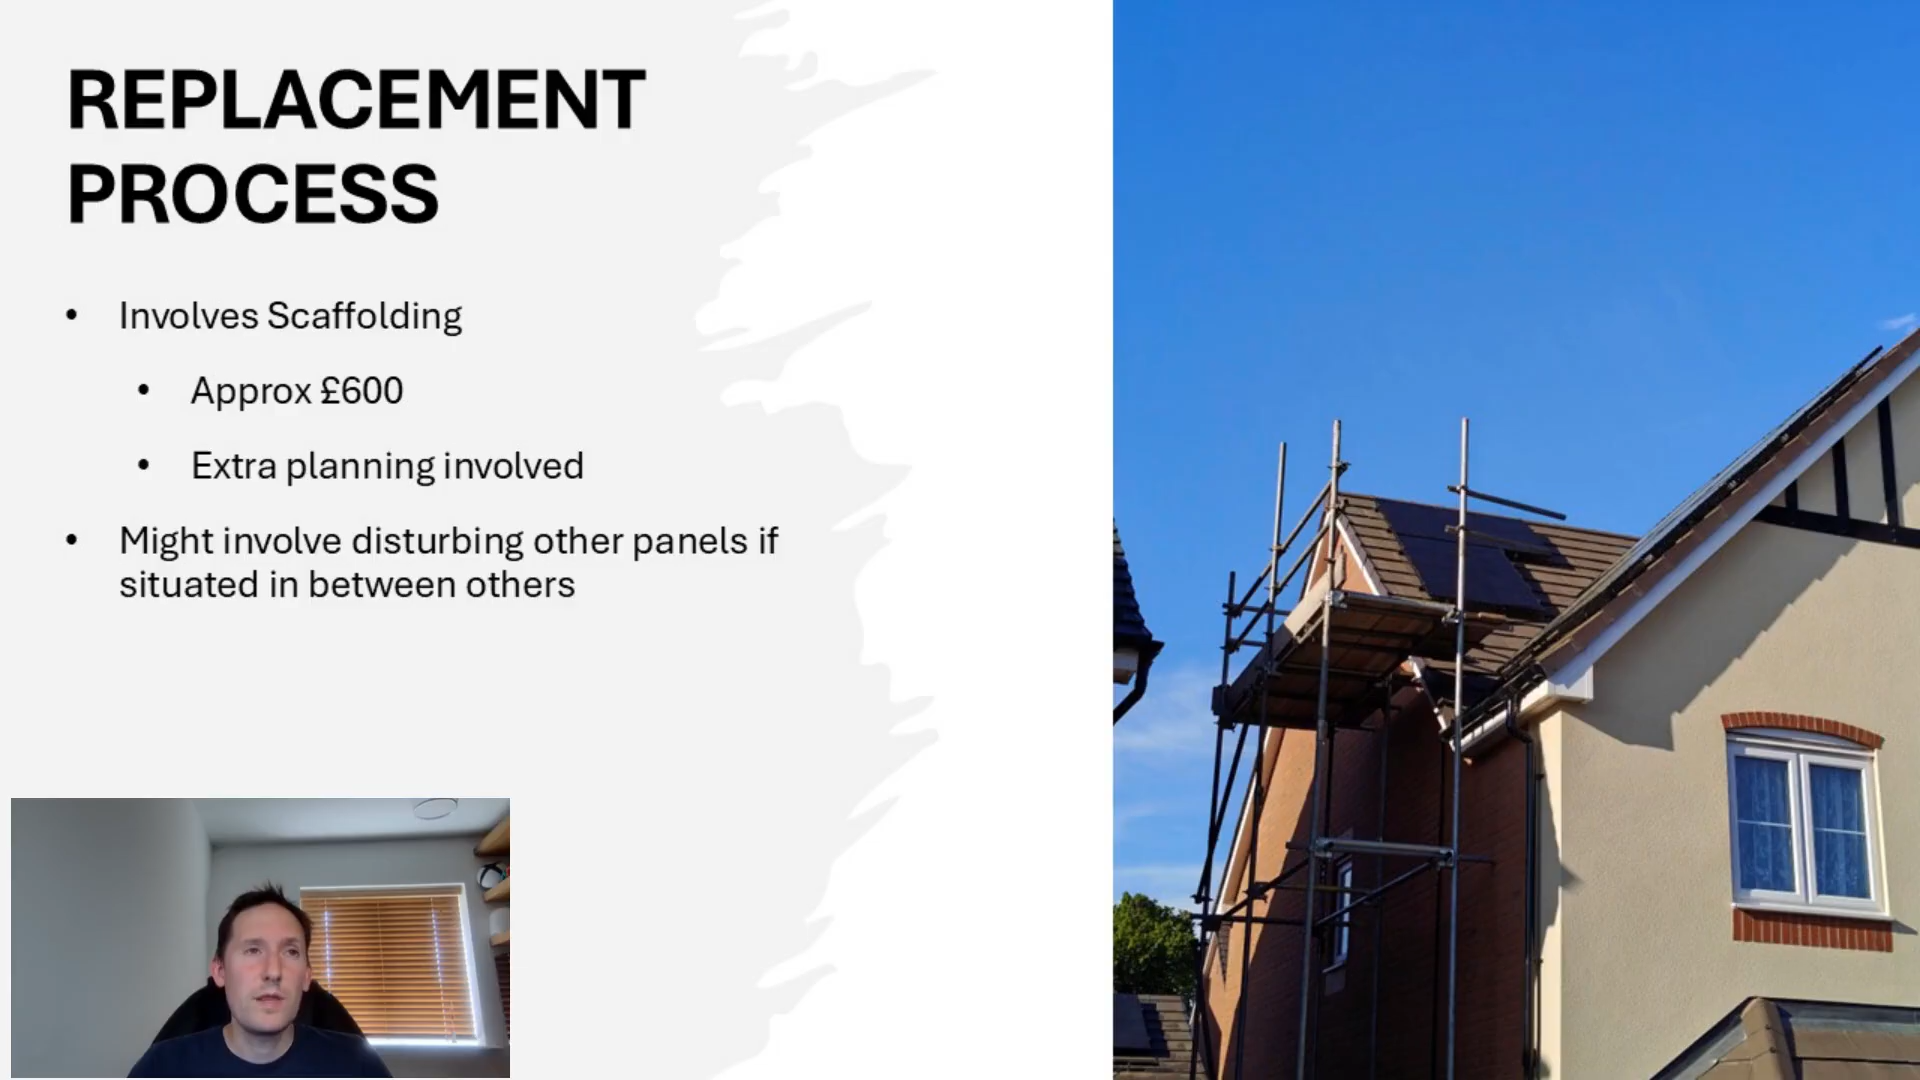 REPLACEMENT
PROCESS
• Involves Scaffolding
• Approx £600
• Extra planning involved
• Might involve disturbing other panels if
situated in between others